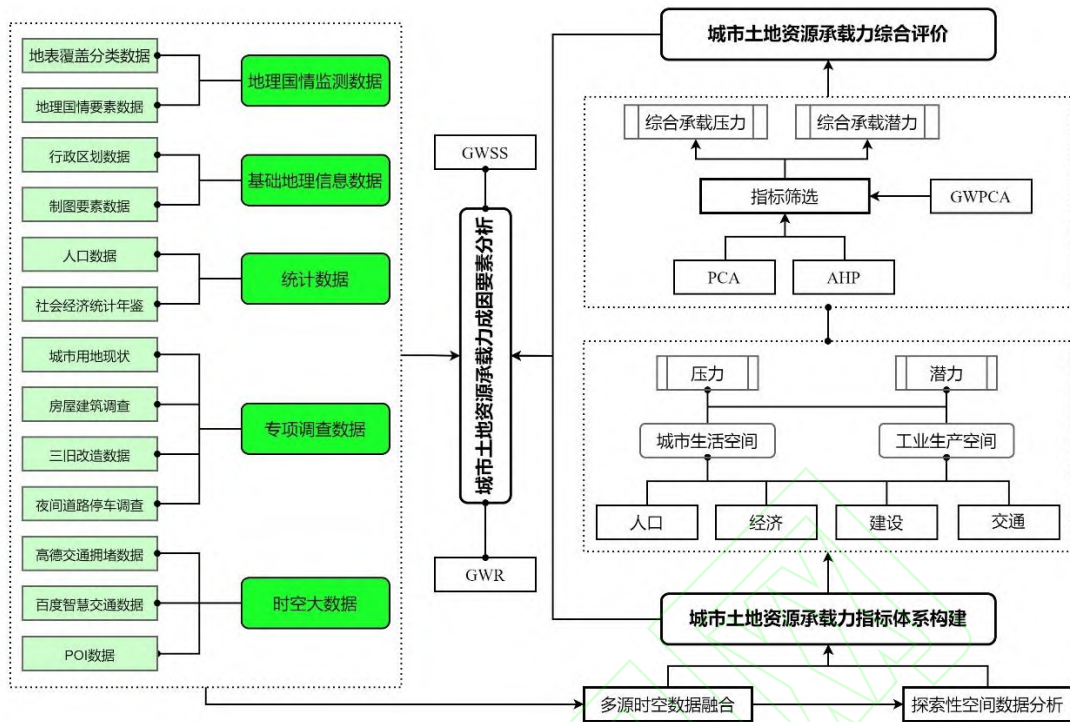 地表覆盖分类数据
地理国情要素数据
地理国情监测数据
行政区划数据
制图要素数据
基础地理信息数据
人口数据
社会经济统计年鉴
统计数据
城市用地现状
房屋建筑调查
三旧改造数据
夜间道路停车调查
专项调查数据
高德交通拥堵数据
百度智慧交通数据
POI数据
时空大数据
GWSS
城市土地资源承载力成因要素分析
GWR
城市土地资源承载力综合评价
综合承载压力
综合承载潜力
指标筛选
GWPCA
PCA
AHP
压力
潜力
城市生活空间
工业生产空间
人口
经济
建设
交通
城市土地资源承载力指标体系构建
多源时空数据融合
探索性空间数据分析